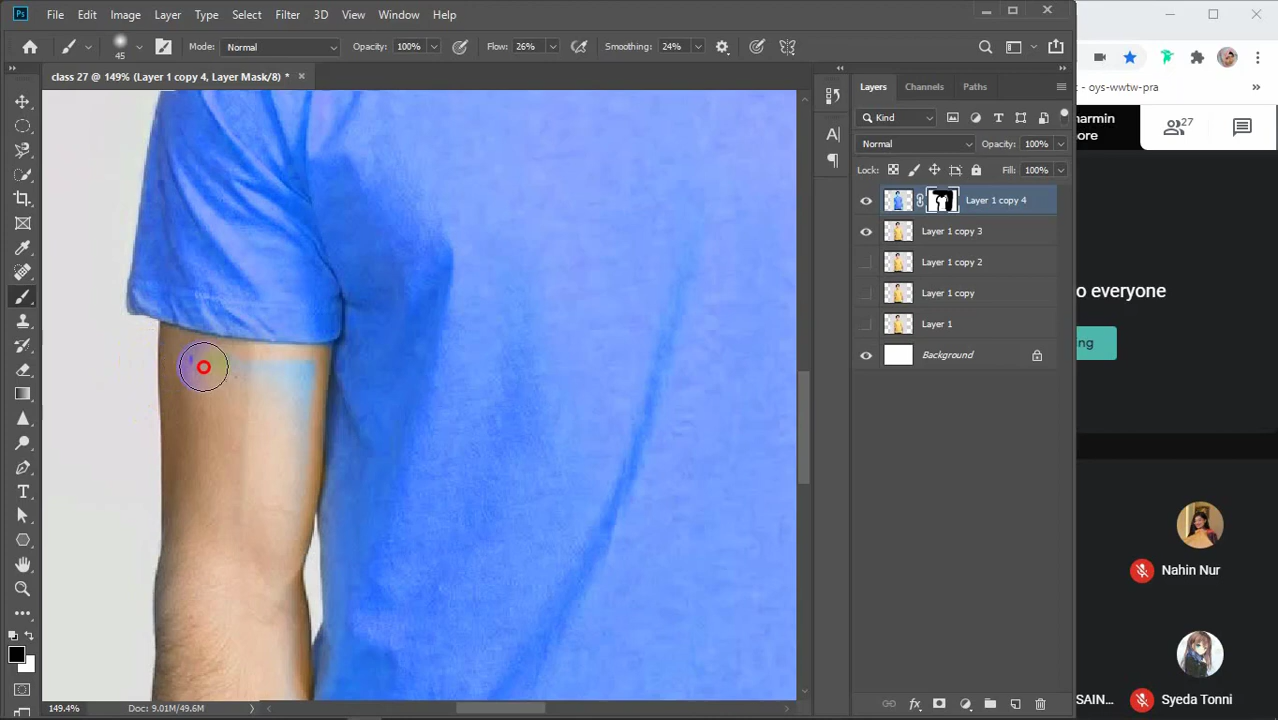 Ps File Edit Image Layer Type Select Filter 3D View Window Help
Mode: Normal Opacity: 100% Flow: 26% Smoothing: 24%
45
class 27 @ 149% (Layer 1 copy 4, Layer Mask/8) *
Layers Channels Paths
Kind
Normal Opacity: 100%
Lock: Fill: 100%
Layer 1 copy 4
Layer 1 copy 3
Layer 1 copy 2
Layer 1 copy
Layer 1
Background
149.4% Doc: 9.01M/49.6M
- oys-wwtw-pra
harmin
ore
27
o everyone
ng
Nahin Nur
SAIN... Syeda Tonni